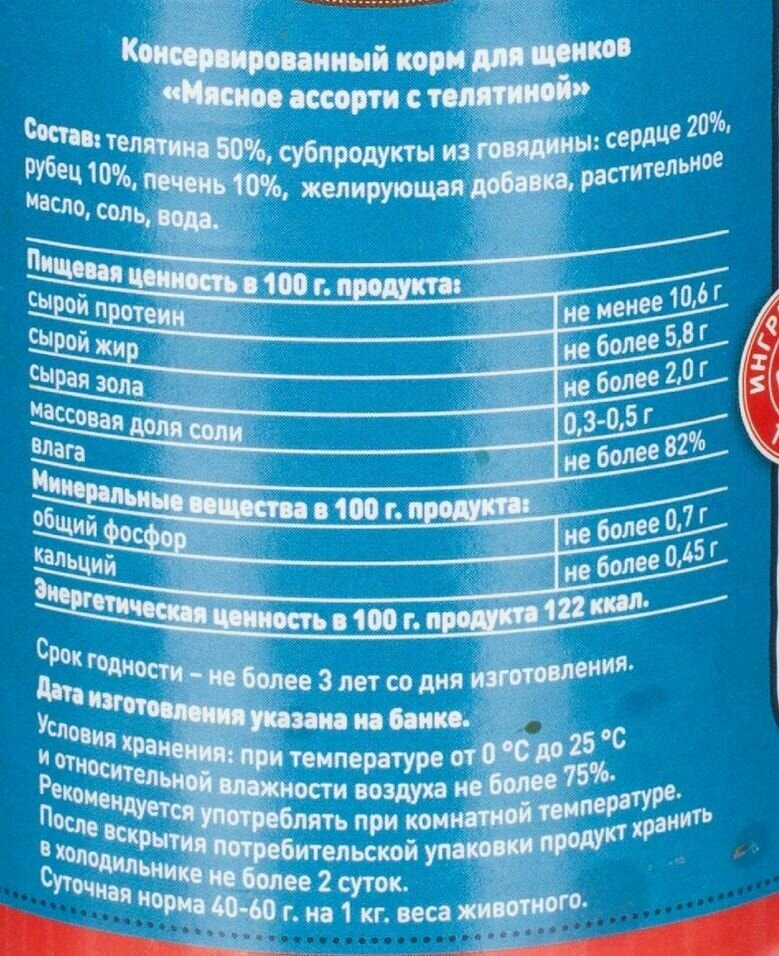 Консервированный корм для щенков
«Мясное ассорти с телятиной»
Состав: телятина 50%, субпродукты из говядины: сердце 20%,
рубец 10%, печень 10%, желирующая добавка, растительное
масло, соль, вода.
Пищевая ценность в 100 г. продукта:
сырой протеин не менее 10,6 г
сырой жир не более 5,8 г
сырая зола не более 2,0 г
массовая доля соли 0,3-0,5 г
влага не более 82%
Минеральные вещества в 100 г. продукта:
общий фосфор не более 0,7 г
кальций не более 0,45 г
Энергетическая ценность в 100 г. продукта 122 ккал.
Срок годности – не более 3 лет со дня изготовления.
Дата изготовления указана на банке.
Условия хранения: при температуре от 0 °С до 25 °С
и относительной влажности воздуха не более 75%.
Рекомендуется употреблять при комнатной температуре.
После вскрытия потребительской упаковки продукт хранить
в холодильнике не более 2 суток.
Суточная норма 40-60 г. на 1 кг. веса животного.